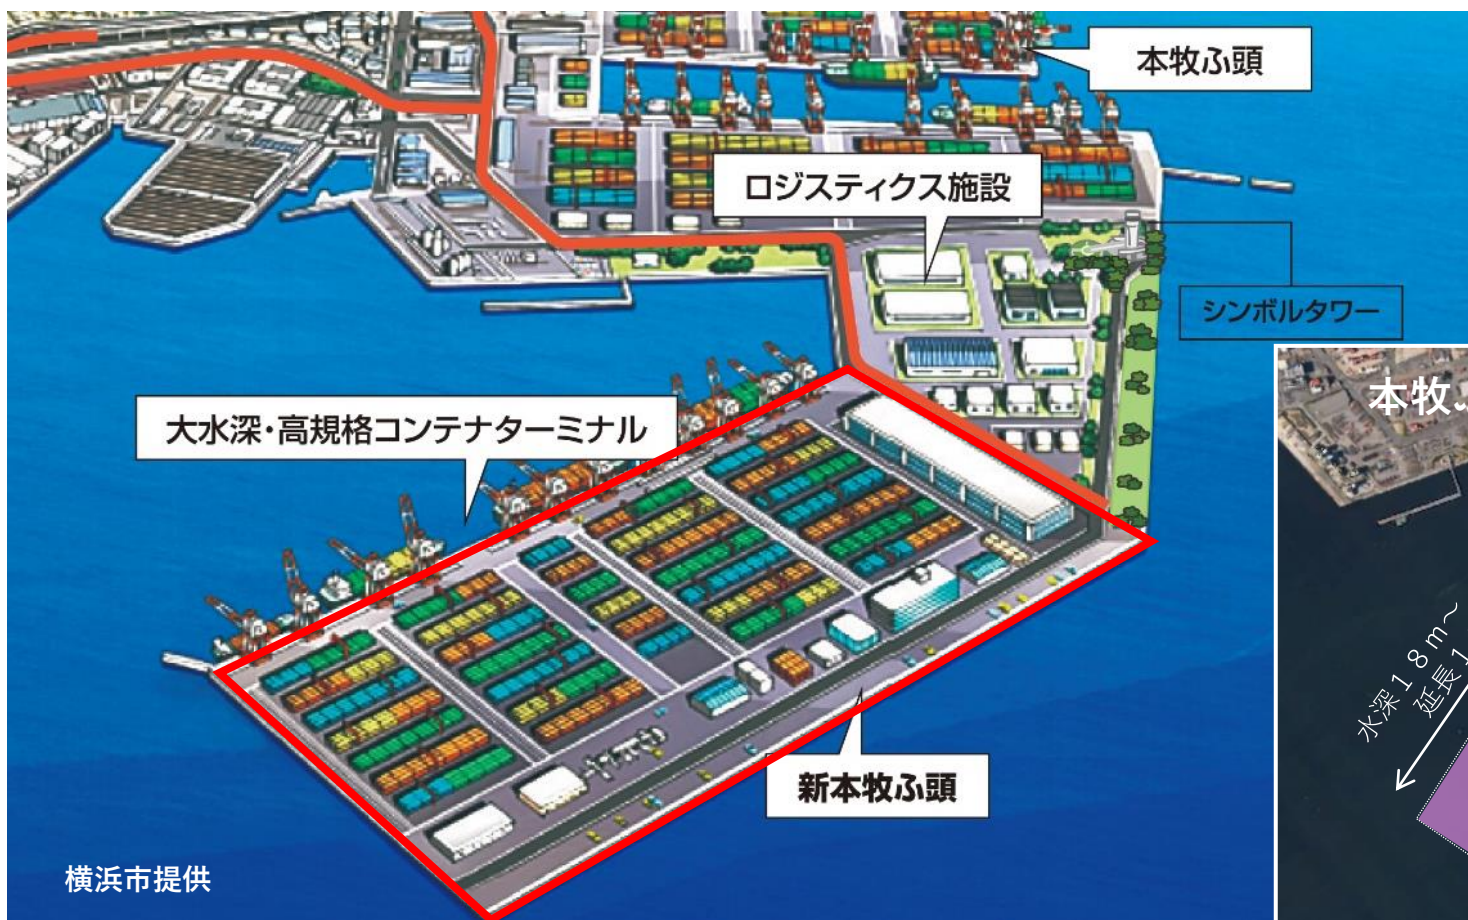 本牧ふ頭
ロジスティクス施設
シンボルタワー
大水深・高規格コンテナターミナル
本牧ふ
水深１８ｍ～
延長１
新本牧ふ頭
横浜市提供